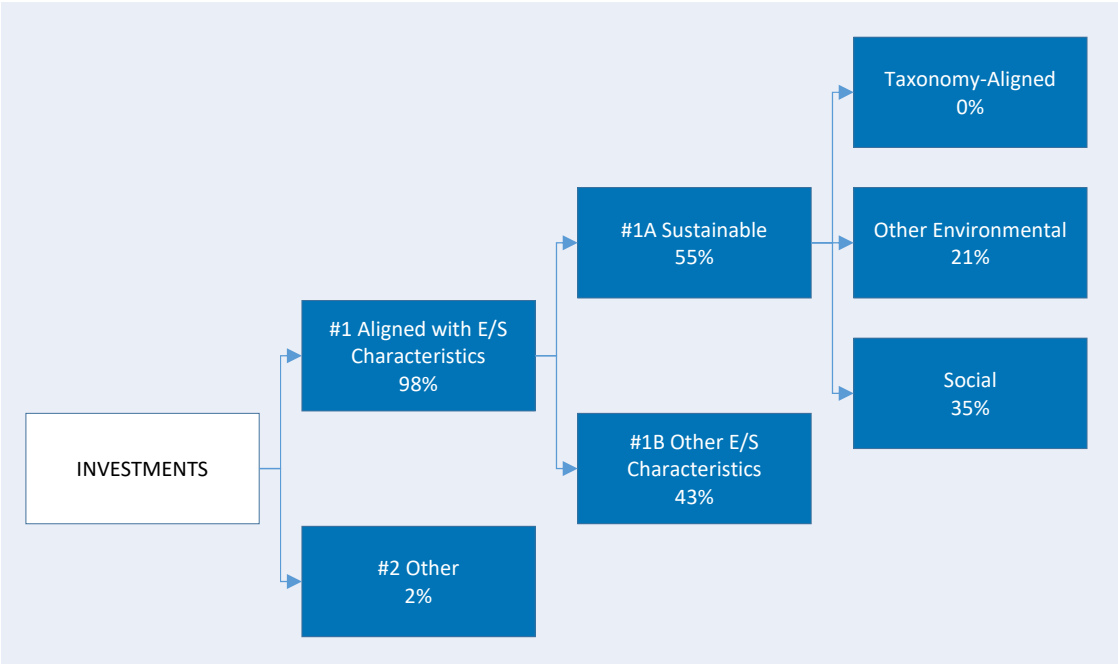 INVESTMENTS
#1 Aligned with E/S
Characteristics
98%
#2 Other
2%
#1A Sustainable
55%
#1B Other E/S
Characteristics
43%
Taxonomy-Aligned
0%
Other Environmental
21%
Social
35%